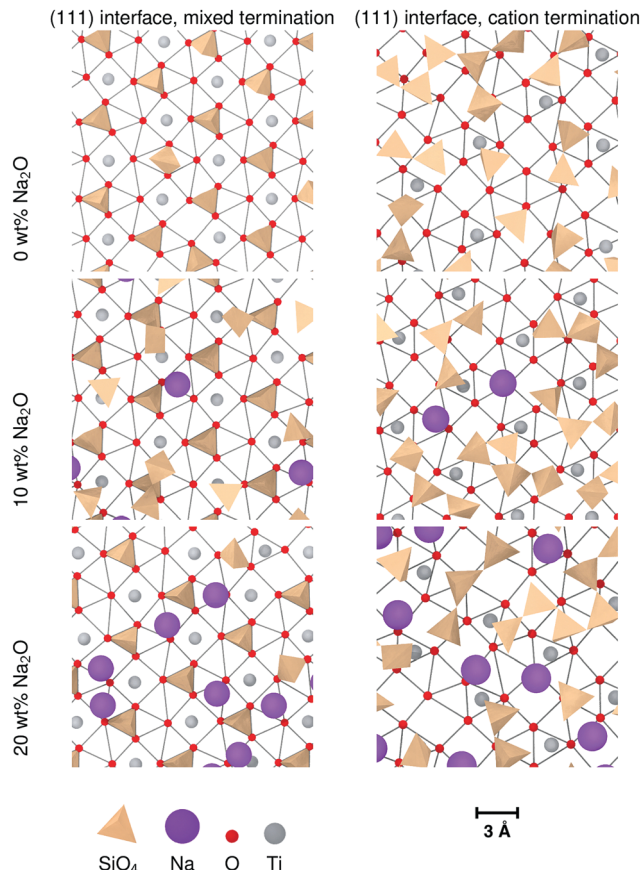 (111) interface, mixed termination
(111) interface, cation termination
0 wt% Na₂O
10 wt% Na₂O
20 wt% Na₂O
SiO₄
Na
O
Ti
3 Å